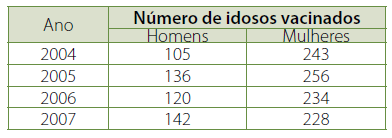 Ano Número de idosos vacinados
Homens Mulheres
2004 105 243
2005 136 256
2006 120 234
2007 142 228